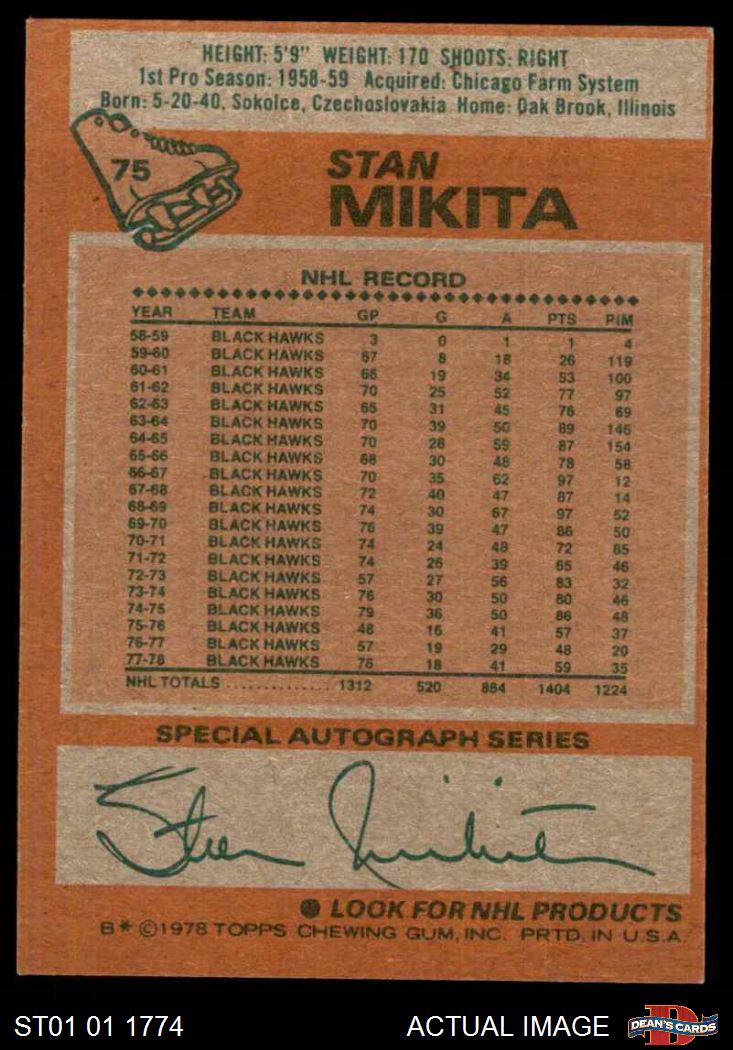 HEIGHT: 5'9" WEIGHT: 170 SHOOTS: RIGHT
1st Pro Season: 1958-59 Acquired: Chicago Farm System
Born: 5-20-40, Sokolce, Czechoslovakia Home: Oak Brook, Illinois
75
STAN
MIKITA
NHL RECORD
YEAR TEAM GP G A PTS PIM
58-59 BLACK HAWKS 3 0 1 1 4
59-60 BLACK HAWKS 67 8 18 26 119
60-61 BLACK HAWKS 66 19 34 53 100
61-62 BLACK HAWKS 70 25 52 77 97
62-63 BLACK HAWKS 65 31 45 76 69
63-64 BLACK HAWKS 70 39 50 89 146
64-65 BLACK HAWKS 70 28 59 87 154
65-66 BLACK HAWKS 68 30 48 78 58
66-67 BLACK HAWKS 70 35 62 97 12
67-68 BLACK HAWKS 72 40 47 87 14
68-69 BLACK HAWKS 74 30 67 97 52
69-70 BLACK HAWKS 76 39 47 86 50
70-71 BLACK HAWKS 74 24 48 72 85
71-72 BLACK HAWKS 74 26 39 65 46
72-73 BLACK HAWKS 57 27 56 83 32
73-74 BLACK HAWKS 76 30 50 80 46
74-75 BLACK HAWKS 79 36 50 86 48
75-76 BLACK HAWKS 48 16 41 57 37
76-77 BLACK HAWKS 57 19 29 48 20
77-78 BLACK HAWKS 76 18 41 59 35
NHL TOTALS .............. 1312 520 884 1404 1224
SPECIAL AUTOGRAPH SERIES
Stan Mikita
● LOOK FOR NHL PRODUCTS
B* ©1978 TOPPS CHEWING GUM, INC. PRTD. IN U.S.A.
ST01 01 1774 ACTUAL IMAGE D DEAN'S CARDS